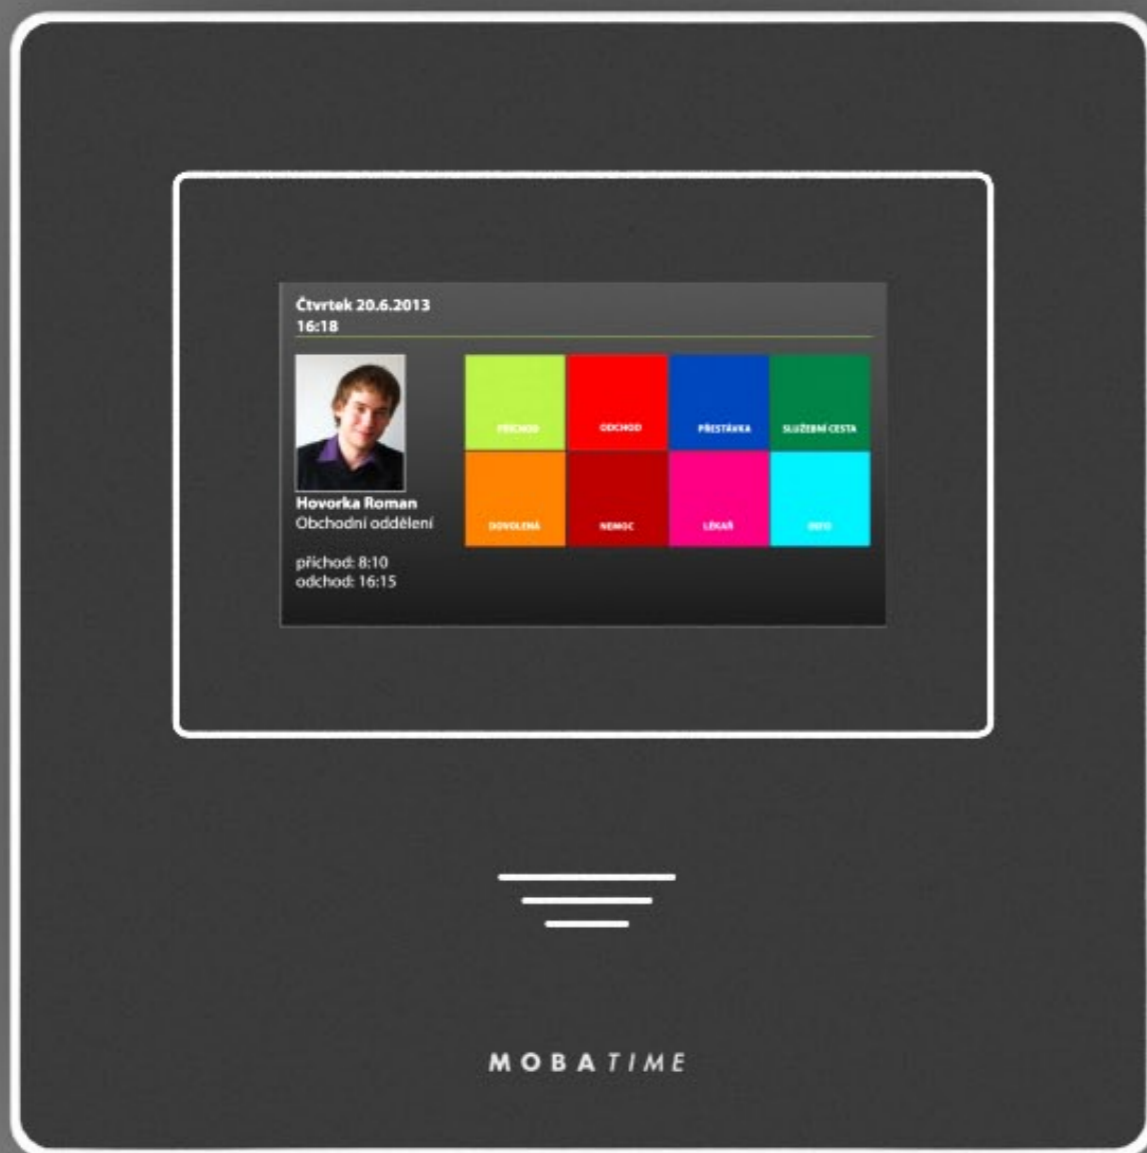 Čtvrtek 20.6.2013
16:18
PŘÍCHOD
ODCHOD
PŘESTÁVKA
SLUŽEBNÍ CESTA
Hovorka Roman
Obchodní oddělení
DOVOLENÁ
NEMOC
LÉKAŘ
příchod: 8:10
odchod: 16:15
MOBATIME